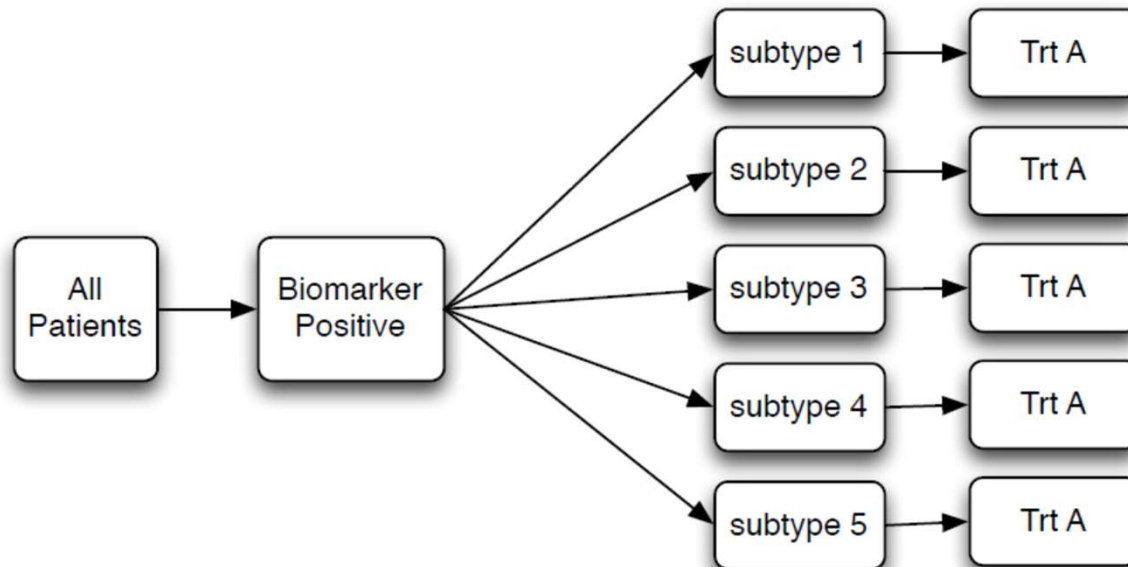 All
Patients
Biomarker
Positive
subtype 1
Trt A
subtype 2
Trt A
subtype 3
Trt A
subtype 4
Trt A
subtype 5
Trt A